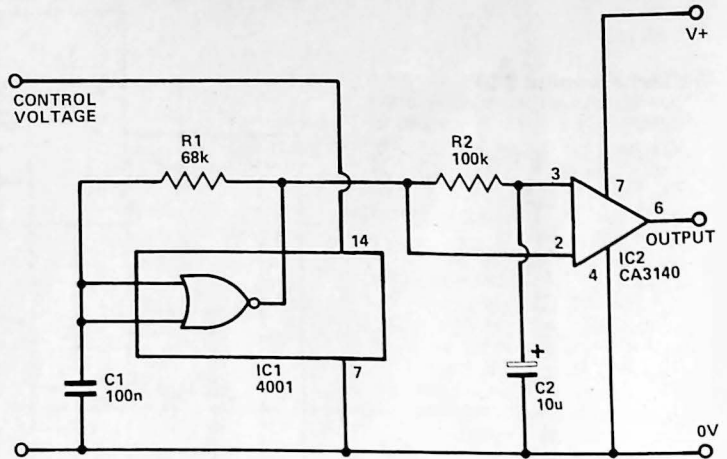 V+
CONTROL
VOLTAGE
R1
68k
R2
100k
3
7
6
OUTPUT
2
4
IC2
CA3140
14
IC1
4001
7
C1
100n
+
C2
10u
0V